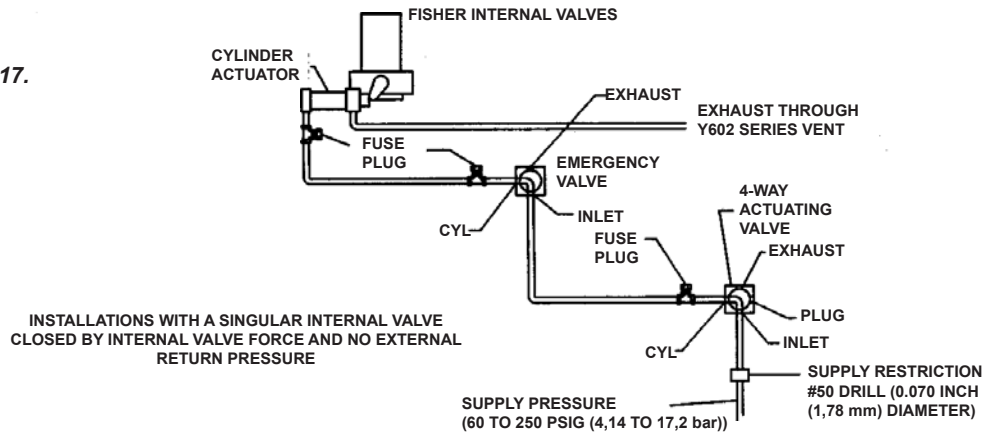 17.
FISHER INTERNAL VALVES
CYLINDER
ACTUATOR
EXHAUST
EXHAUST THROUGH
Y602 SERIES VENT
FUSE
PLUG
EMERGENCY
VALVE
INLET
CYL
4-WAY
ACTUATING
VALVE
EXHAUST
FUSE
PLUG
PLUG
INLET
CYL
INSTALLATIONS WITH A SINGULAR INTERNAL VALVE
CLOSED BY INTERNAL VALVE FORCE AND NO EXTERNAL
RETURN PRESSURE
SUPPLY RESTRICTION
#50 DRILL (0.070 INCH
(1,78 mm) DIAMETER)
SUPPLY PRESSURE
(60 TO 250 PSIG (4,14 TO 17,2 bar))